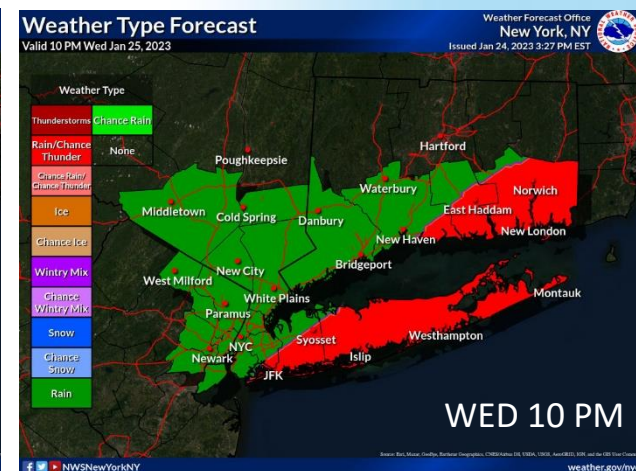 Weather Type Forecast
Valid 10 PM Wed Jan 25, 2023
Weather Forecast Office
New York, NY
Issued Jan 24, 2023 3:27 PM EST
Weather Type
Thunderstorms
Chance Rain
Rain/Chance
Thunder
None
Chance Rain/
Chance Thunder
Ice
Chance Ice
Wintry Mix
Chance
Wintry Mix
Snow
Chance
Snow
Rain
Hartford
Poughkeepsie
Waterbury
Norwich
Middletown
Cold Spring
Danbury
East Haddam
New Haven
New London
Bridgeport
West Milford
New City
White Plains
Montauk
Paramus
Syosset
Westhampton
NYC
Newark
Islip
JFK
WED 10 PM
NWSNewYorkNY
weather.gov/nyc